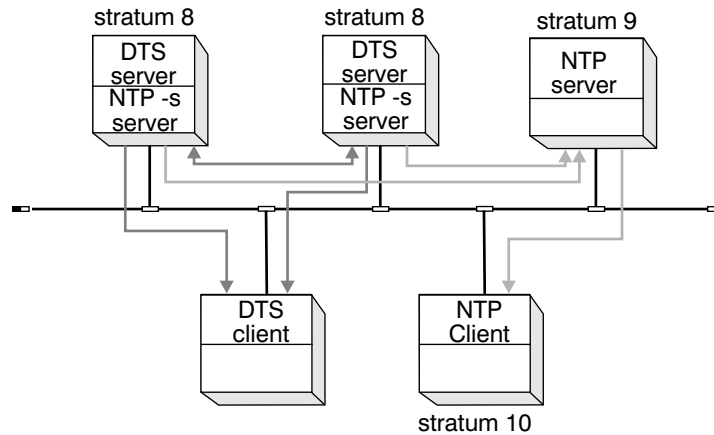 stratum 8
stratum 8
stratum 9
DTS
server
NTP -s
server
DTS
server
NTP -s
server
NTP
server
DTS
client
NTP
Client
stratum 10